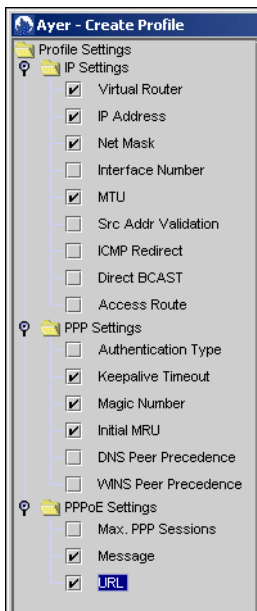 Ayer - Create Profile
Profile Settings
IP Settings
Virtual Router
IP Address
Net Mask
Interface Number
MTU
Src Addr Validation
ICMP Redirect
Direct BCAST
Access Route
PPP Settings
Authentication Type
Keepalive Timeout
Magic Number
Initial MRU
DNS Peer Precedence
WINS Peer Precedence
PPPoE Settings
Max. PPP Sessions
Message
URL